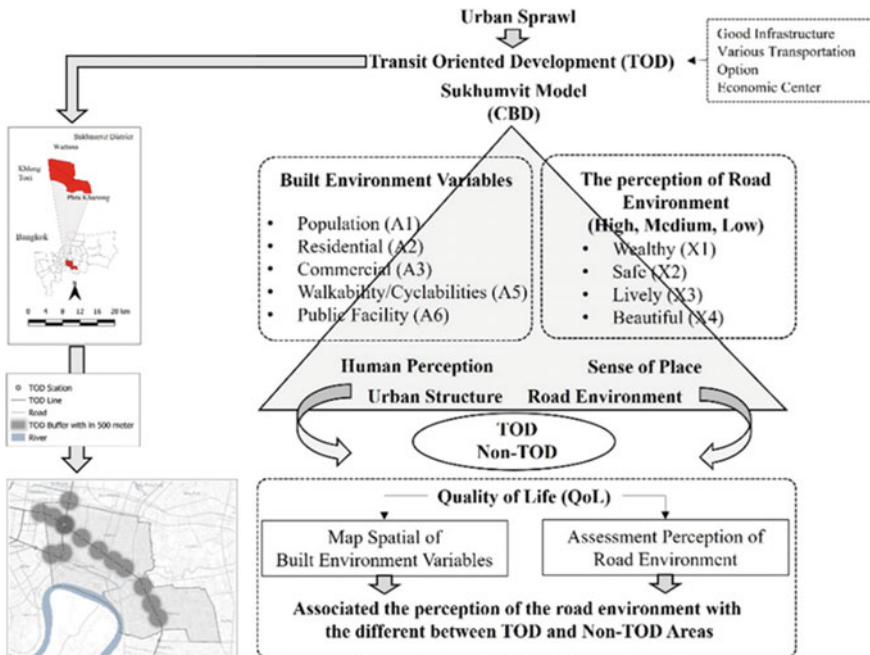 Urban Sprawl
Transit Oriented Development (TOD)
Good Infrastructure
Various Transportation
Option
Economic Center
Sukhumvit Model
(CBD)
Sukhumvit District
Wattana
Khlong
Toei
Phra Khanong
Bangkok
N
0 4 8 12 16 20 km
Built Environment Variables
• Population (A1)
• Residential (A2)
• Commercial (A3)
• Walkability/Cyclabilities (A5)
• Public Facility (A6)
The perception of Road
Environment
(High, Medium, Low)
• Wealthy (X1)
• Safe (X2)
• Lively (X3)
• Beautiful (X4)
Human Perception
Sense of Place
Urban Structure
Road Environment
TOD
Non-TOD
TOD Station
TOD Line
Road
TOD Buffer with in 500 meter
River
Quality of Life (QoL)
Map Spatial of
Built Environment Variables
Assessment Perception of
Road Environment
Associated the perception of the road environment with
the different between TOD and Non-TOD Areas